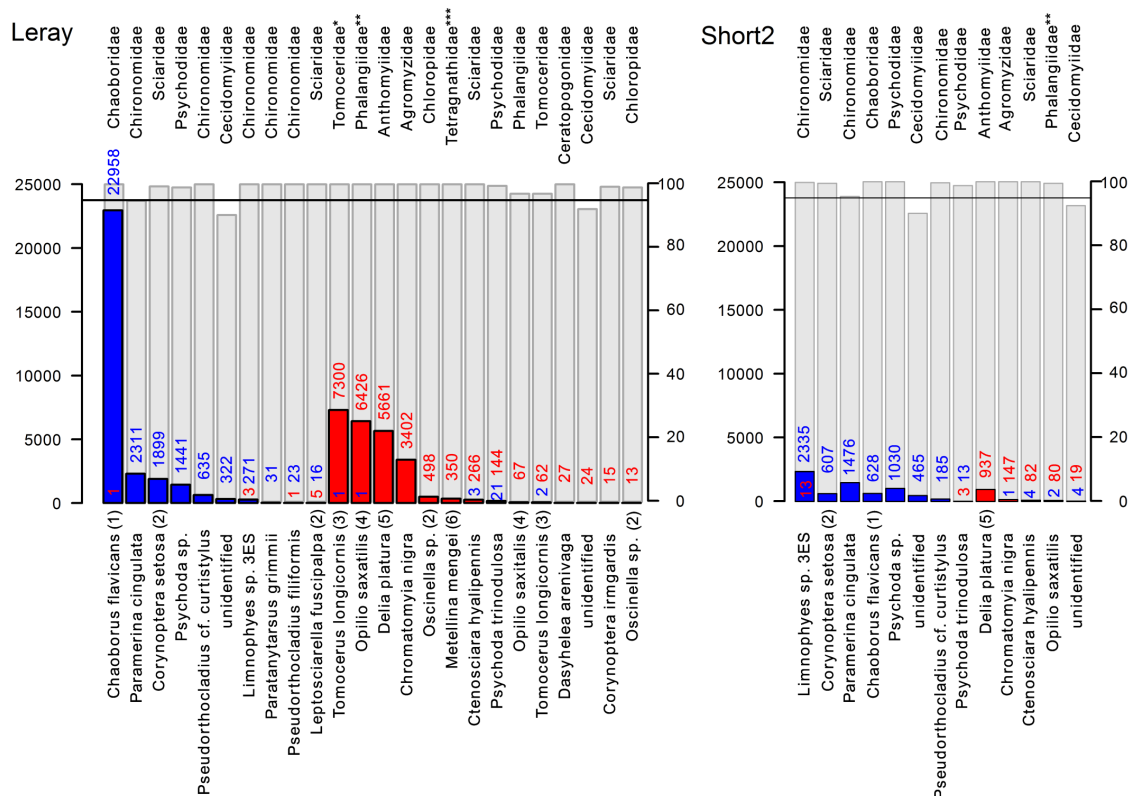 Leray
Chaoboridae
Chironomidae
Sciaridae
Psychodidae
Chironomidae
Cecidomyiidae
Chironomidae
Chironomidae
Chironomidae
Sciaridae
Tomoceridae*
Phalangiidae**
Anthomyiidae
Agromyzidae
Chloropidae
Tetragnathidae***
Sciaridae
Psychodidae
Phalangiidae
Tomoceridae
Ceratopogonidae
Cecidomyiidae
Sciaridae
Chloropidae
25000
20000
15000
10000
5000
0
100
80
60
40
20
0
22958
1
2311
1899
1441
635
322
3 271
31
1 23
5 16
7300
1
6426
1
5661
3402
498
350
3 266
21 144
67
2 62
27
24
15
13
Chaoborus flavicans (1)
Paramerina cingulata
Corynoptera setosa (2)
Psychoda sp.
Pseudorthocladius cf. curtistylus
unidentified
Limnophyes sp. 3ES
Paratanytarsus grimmii
Pseudorthocladius filiformis
Leptosciarella fuscipalpa (2)
Tomocerus longicornis (3)
Opilio saxatilis (4)
Delia platura (5)
Chromatomyia nigra
Oscinella sp. (2)
Metellina mengei (6)
Ctenosciara hyalipennis
Psychoda trinodulosa
Opilio saxitalis (4)
Tomocerus longicornis (3)
Dasyhelea arenivaga
unidentified
Corynoptera irmgardis
Oscinella sp. (2)
Short2
Chironomidae
Sciaridae
Chironomidae
Chaoboridae
Psychodidae
Cecidomyiidae
Chironomidae
Psychodidae
Anthomyiidae
Agromyzidae
Sciaridae
Phalangiidae**
Cecidomyiidae
25000
20000
15000
10000
5000
0
100
80
60
40
20
0
13 2335
607
1476
628
1030
465
185
3 13
937
1 147
4 82
2 80
4 19
Limnophyes sp. 3ES
Corynoptera setosa (2)
Paramerina cingulata
Chaoborus flavicans (1)
Psychoda sp.
unidentified
Pseudorthocladius cf. curtistylus
Psychoda trinodulosa
Delia platura (5)
Chromatomyia nigra
Ctenosciara hyalipennis
Opilio saxatilis
unidentified